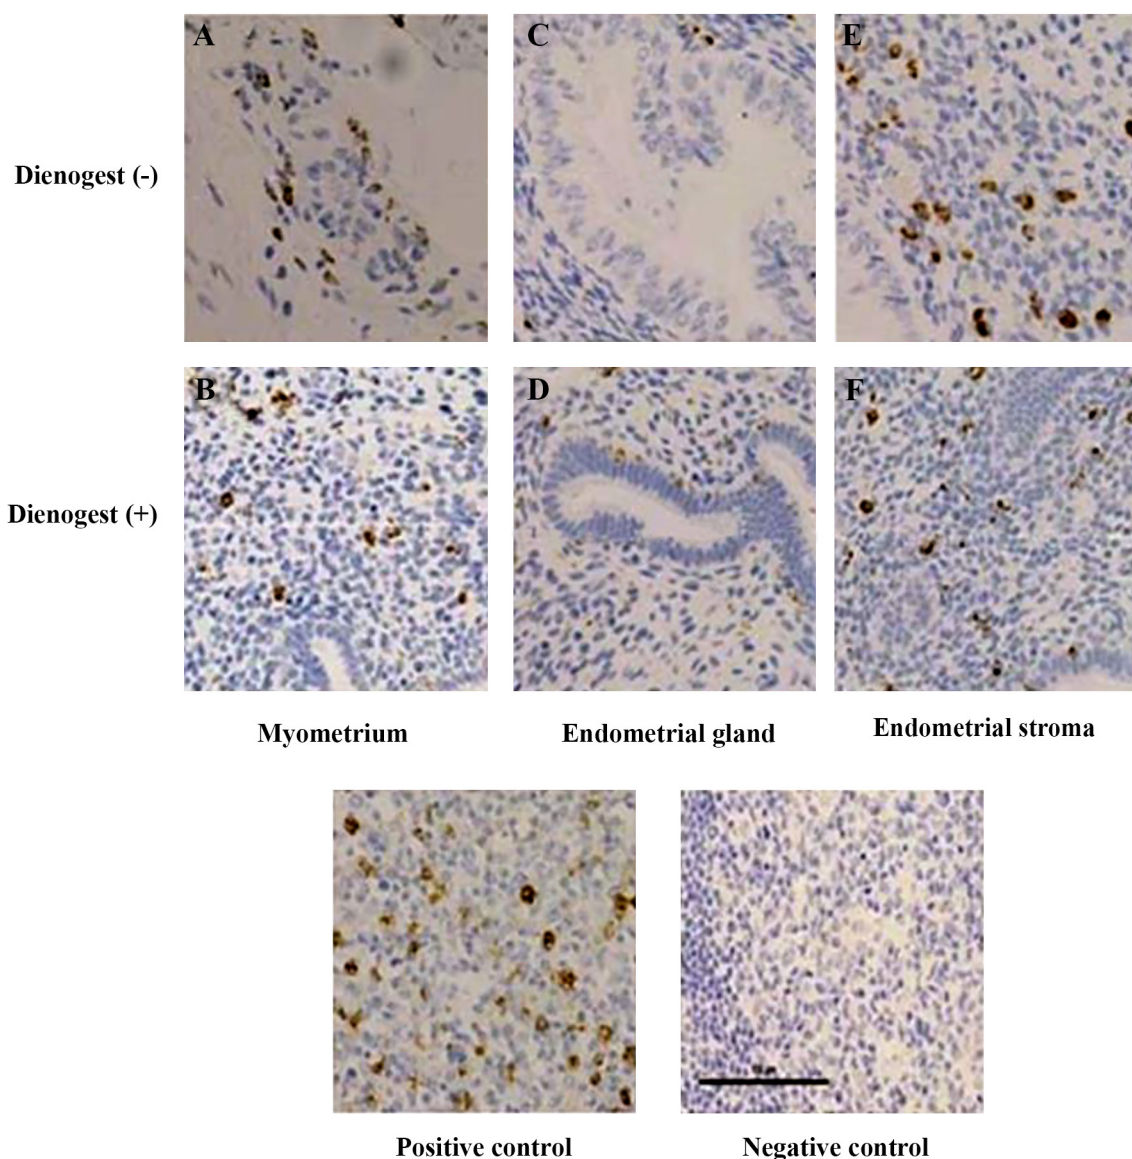 A
C
E
Dienogest (-)
B
D
F
Dienogest (+)
Myometrium
Endometrial gland
Endometrial stroma
Positive control
Negative control